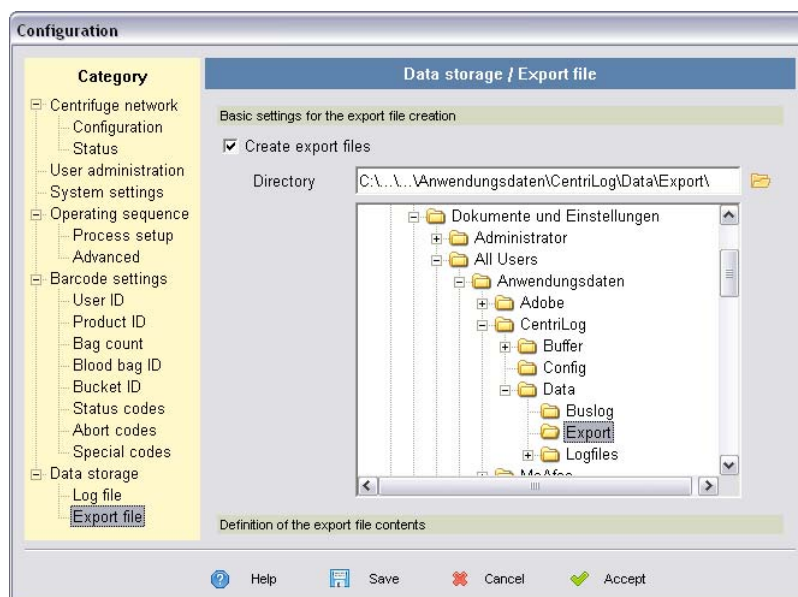 Configuration
Category
Centrifuge network
Configuration
Status
User administration
System settings
Operating sequence
Process setup
Advanced
Barcode settings
User ID
Product ID
Bag count
Blood bag ID
Bucket ID
Status codes
Abort codes
Special codes
Data storage
Log file
Export file
Data storage / Export file
Basic settings for the export file creation
Create export files
Directory C:\...\...\Anwendungsdaten\CentriLog\Data\Export\
Dokumente und Einstellungen
Administrator
All Users
Anwendungsdaten
Adobe
CentriLog
Buffer
Config
Data
Buslog
Export
Logfiles
McAfee
Definition of the export file contents
Help Save Cancel Accept